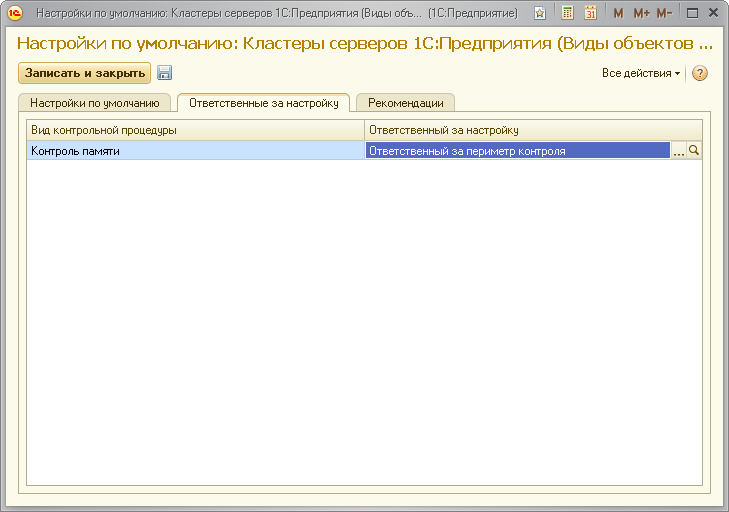 Настройки по умолчанию: Кластеры серверов 1С:Предприятия (Виды объ... (1С:Предприятие)
31 M M+ M-
Настройки по умолчанию: Кластеры серверов 1С:Предприятия (Виды объектов ...
Записать и закрыть Все действия ?
Настройки по умолчанию Ответственные за настройку Рекомендации
Вид контрольной процедуры Ответственный за настройку
Контроль памяти Ответственный за периметр контроля ...